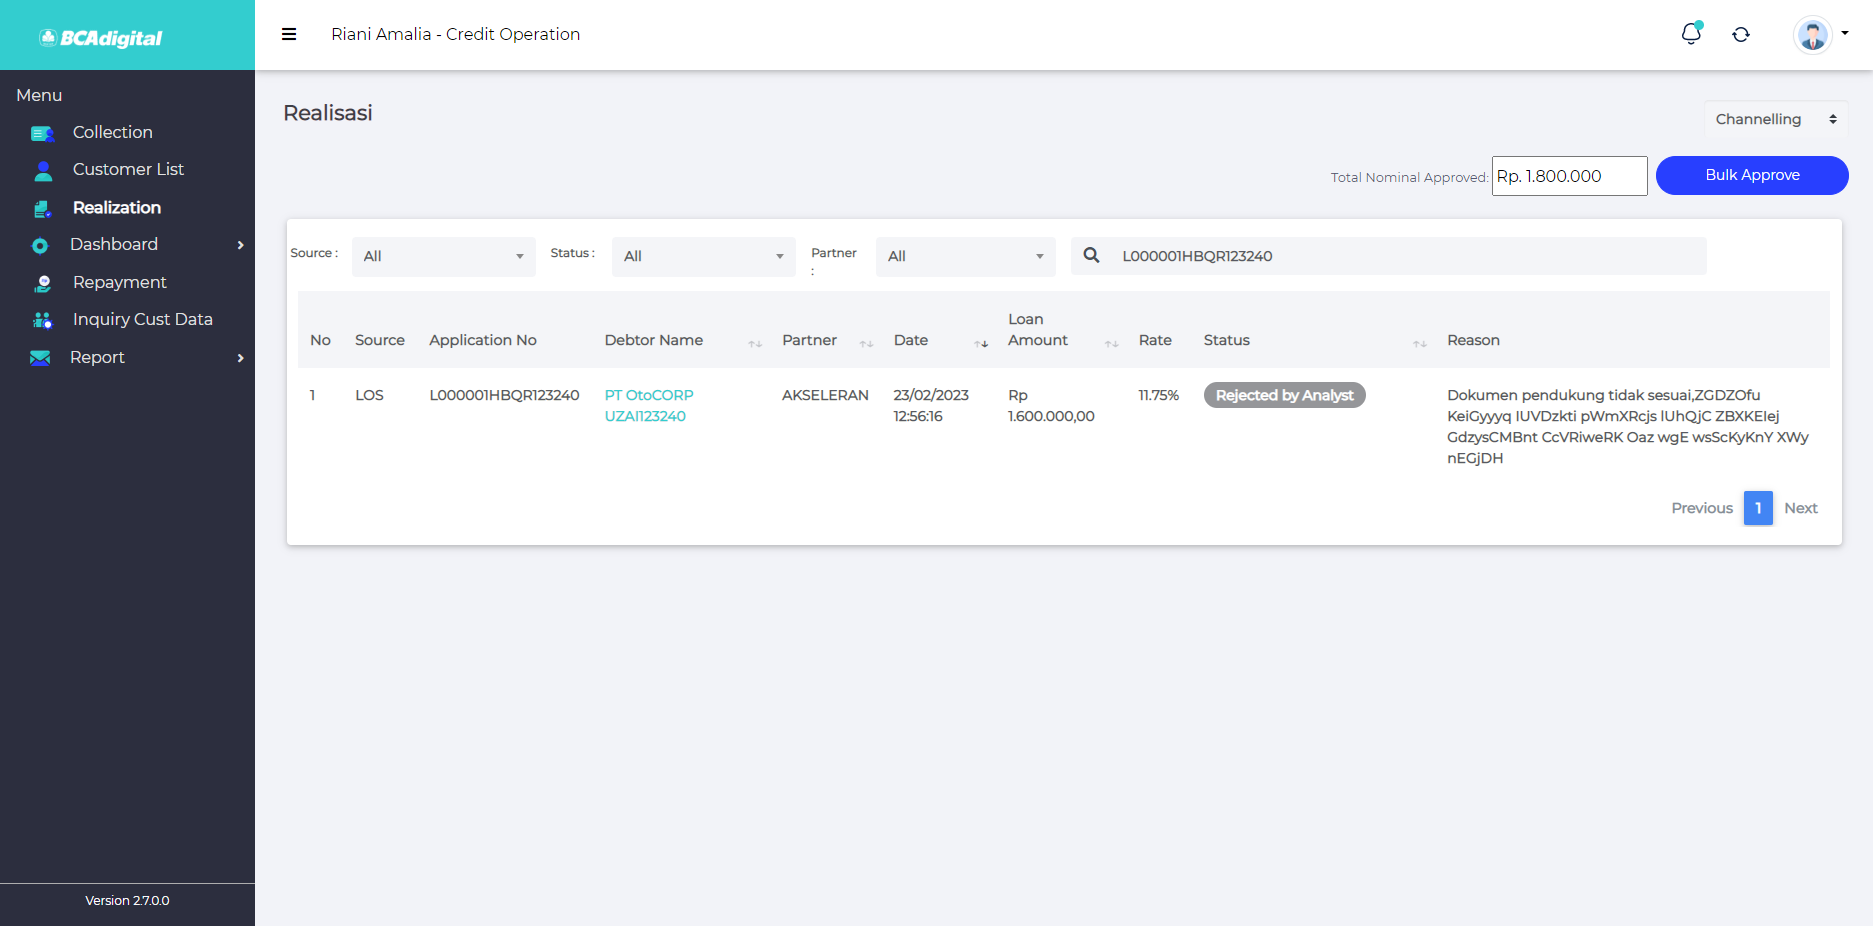 BCAdigital
Riani Amalia - Credit Operation
Menu
Collection
Customer List
Realization
Dashboard
Repayment
Inquiry Cust Data
Report
Version 2.7.0.0
Realisasi
Channelling
Total Nominal Approved: Rp. 1.800.000 Bulk Approve
Source : All Status : All Partner : All L000001HBQR123240
No Source Application No Debtor Name Partner Date Loan Amount Rate Status Reason
1 LOS L000001HBQR123240 PT OtoCORP UZAI123240 AKSELERAN 23/02/2023 12:56:16 Rp 1.600.000,00 11.75% Rejected by Analyst Dokumen pendukung tidak sesuai,ZGDZOfu
KeiGyyyq IUVDzkti pWmXRcjs lUhQjC ZBXKEIej
GdzysCMBnt CcVRiweRK Oaz wgE wsScKyKnY XWy
nEGjDH
Previous 1 Next